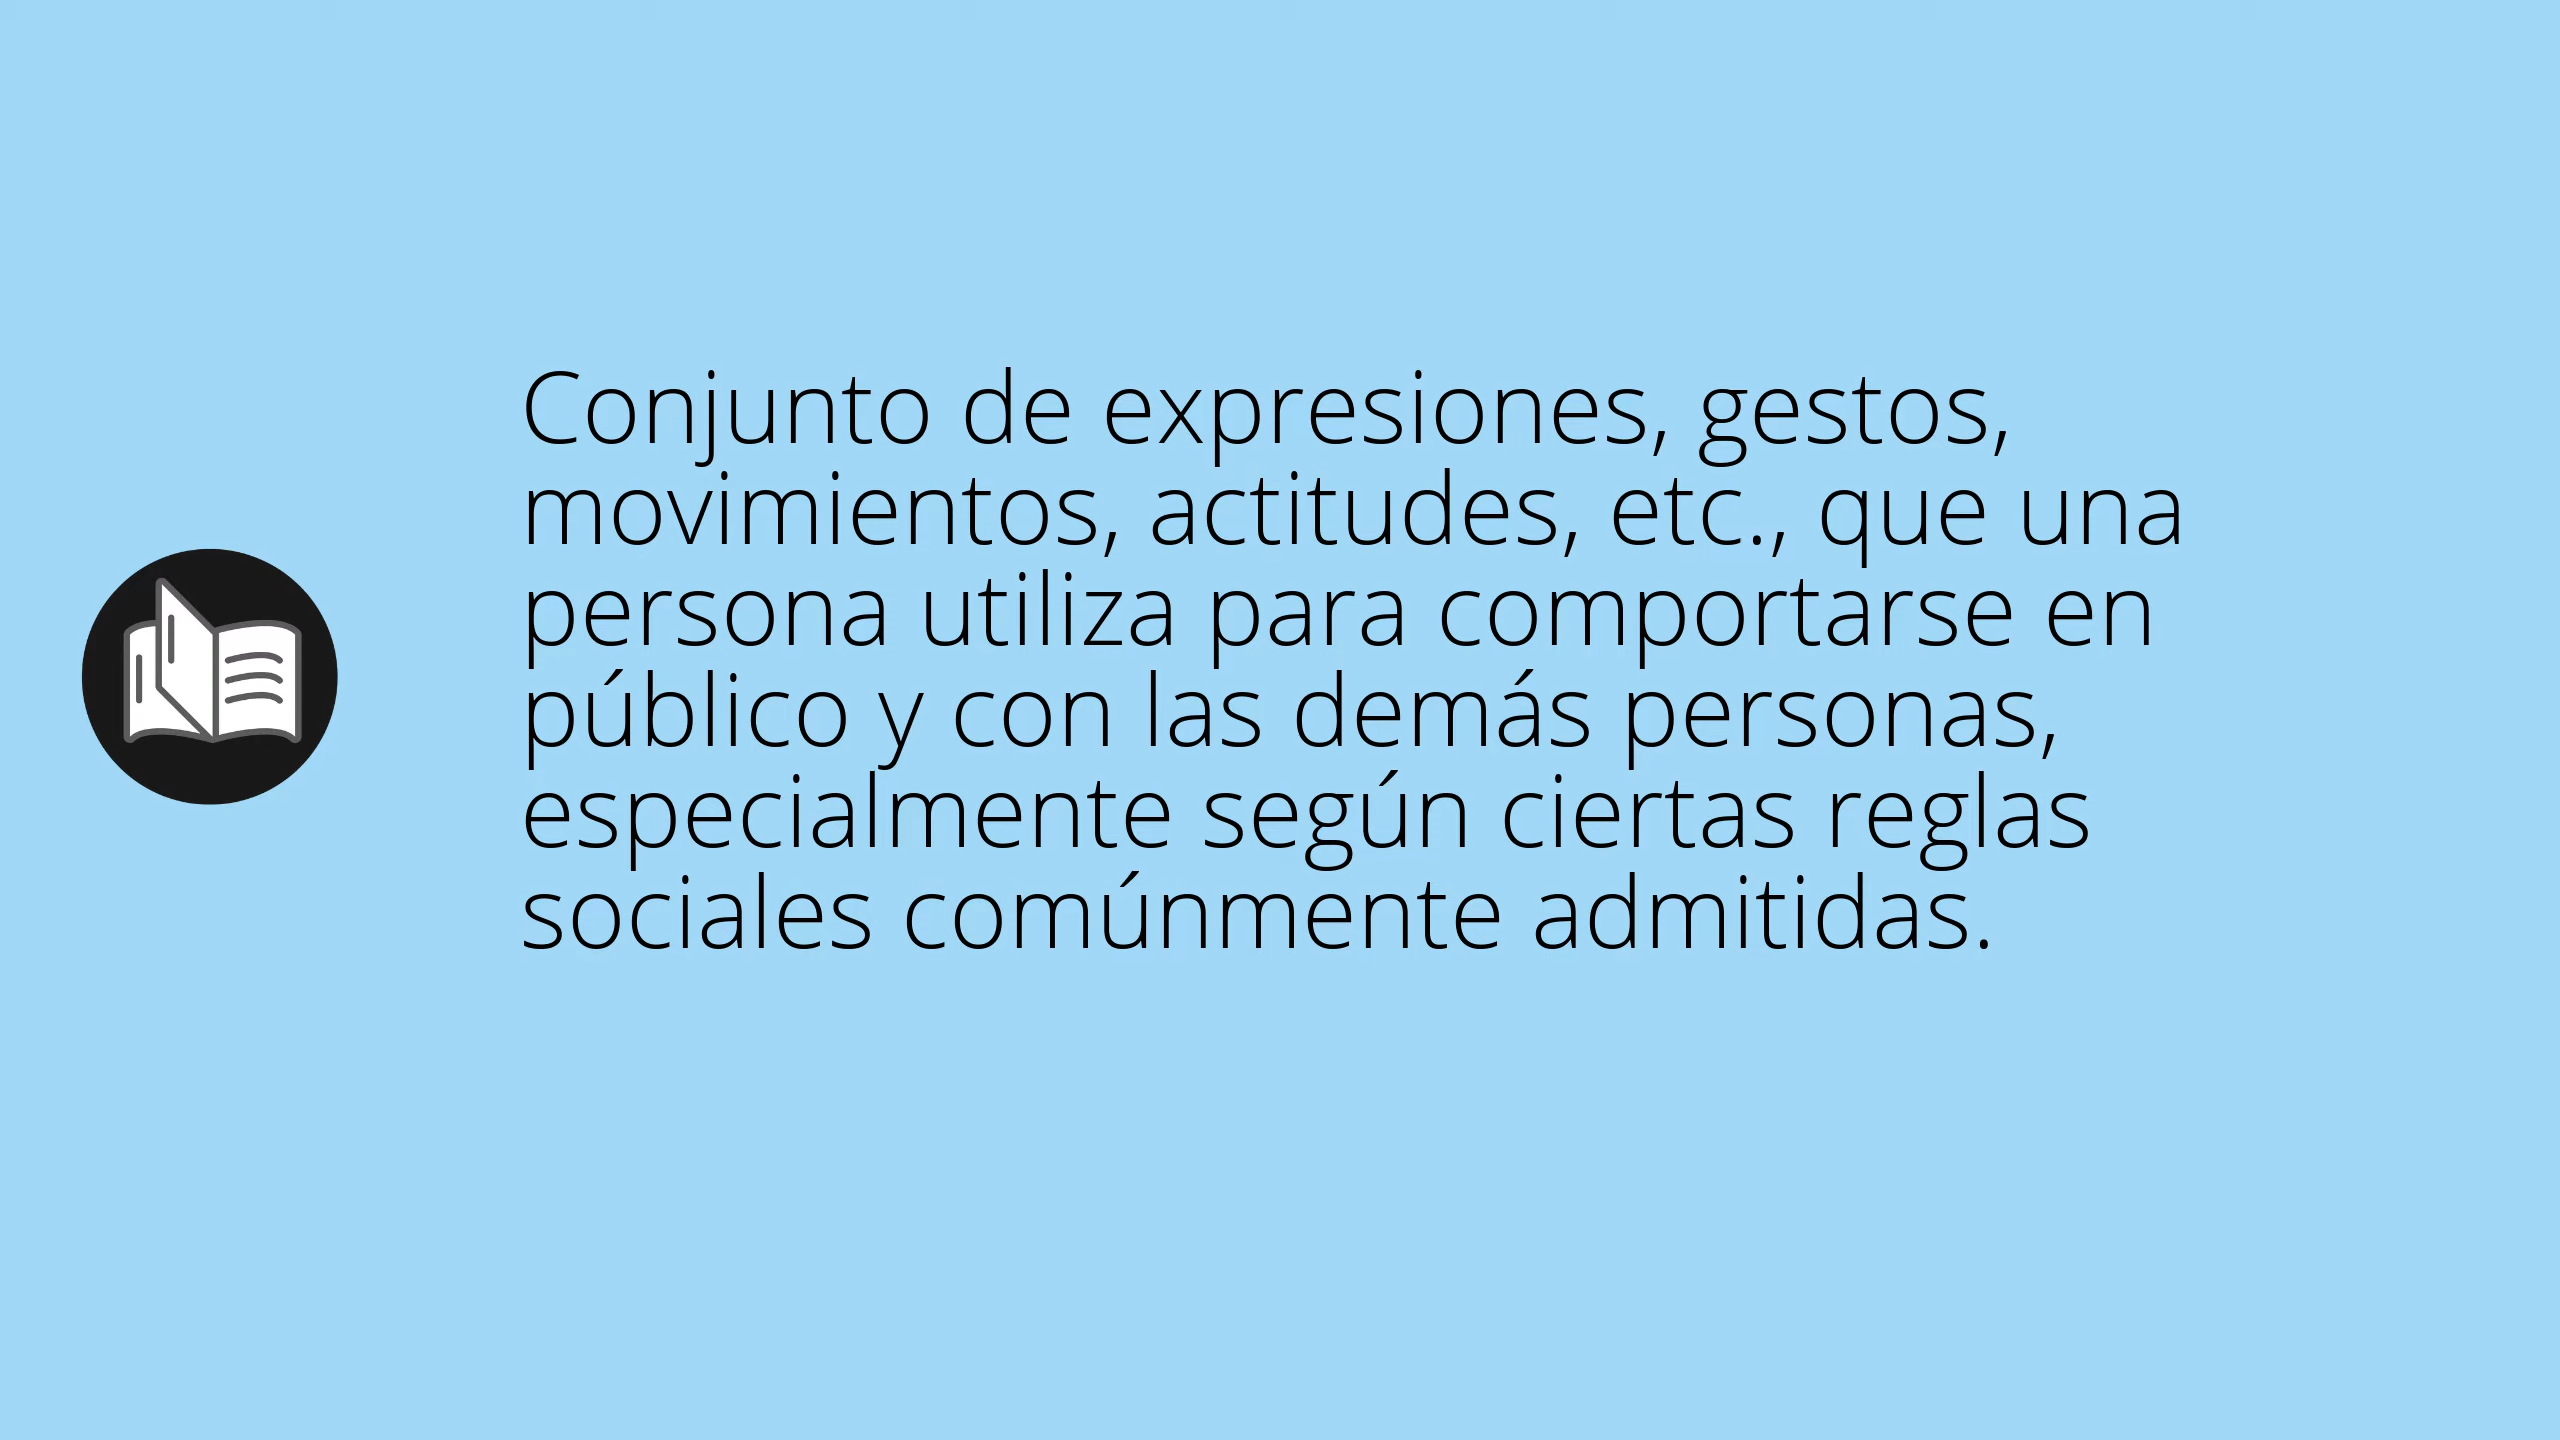 Conjunto de expresiones, gestos,
movimientos, actitudes, etc., que una
persona utiliza para comportarse en
público y con las demás personas,
especialmente según ciertas reglas
sociales comúnmente admitidas.